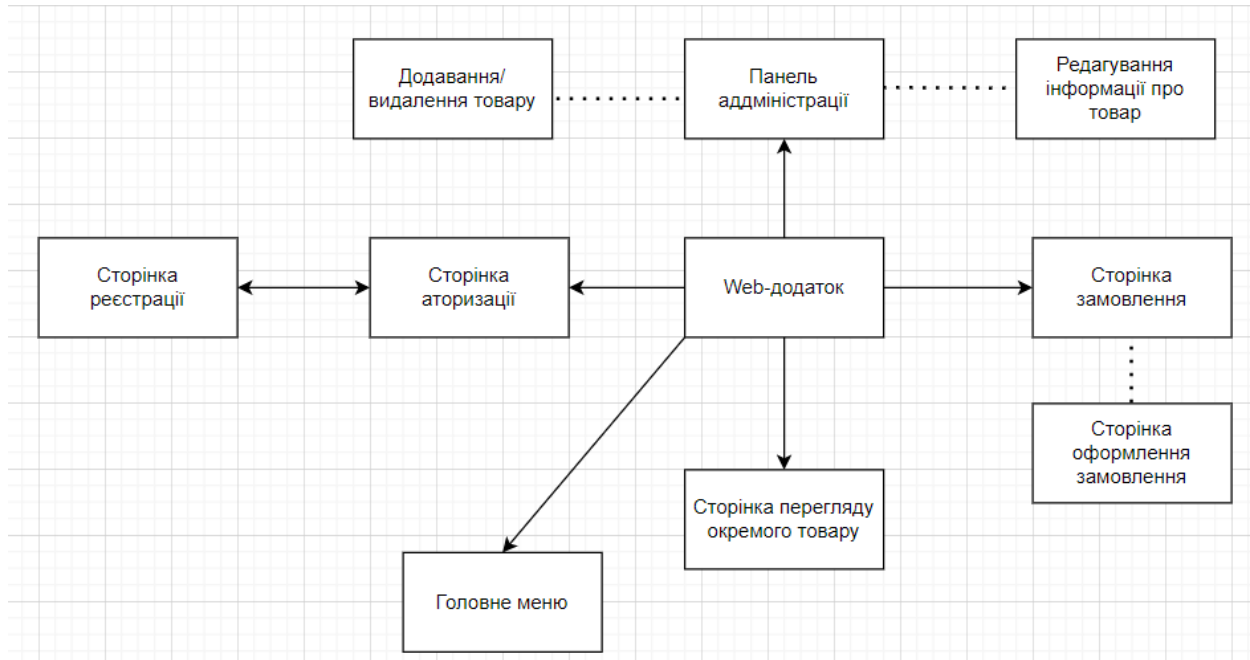 Додавання/
видалення товару
Панель
аддміністрації
Редагування
інформації про
товар
Сторінка
реєстрації
Сторінка
аторизації
Web-додаток
Сторінка
замовлення
Сторінка
оформлення
замовлення
Сторінка перегляду
окремого товару
Головне меню